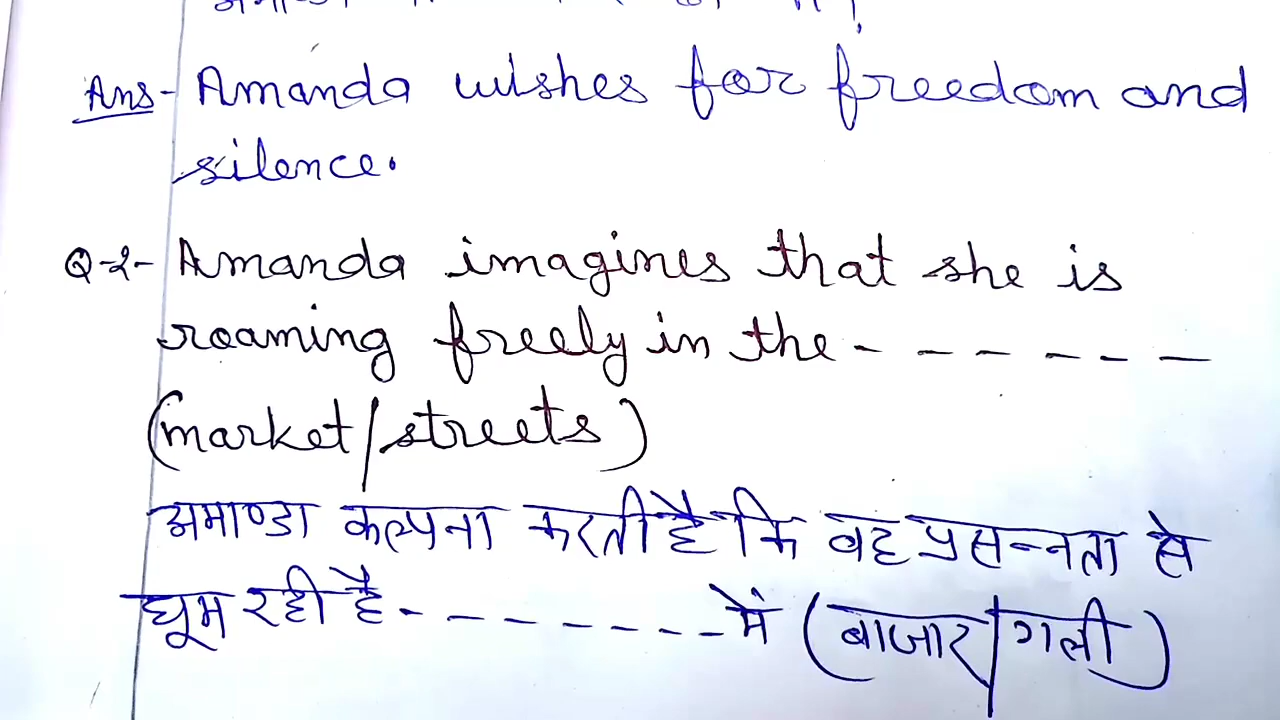 Ans- Amanda wishes for freedom and
silence.
Q-2- Amanda imagines that she is
roaming freely in the - - - - - -
(market/streets)
अमाण्डा कल्पना करती है कि वह प्रसन्नता से
घूम रही है - - - - - - - में (बाजार/गली)